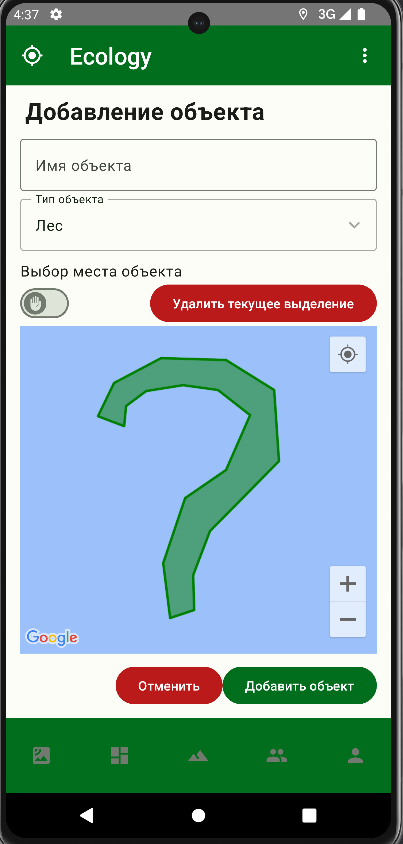 4:37
3G
Ecology
Добавление объекта
Имя объекта
Тип объекта
Лес
Выбор места объекта
Удалить текущее выделение
Google
Отменить
Добавить объект